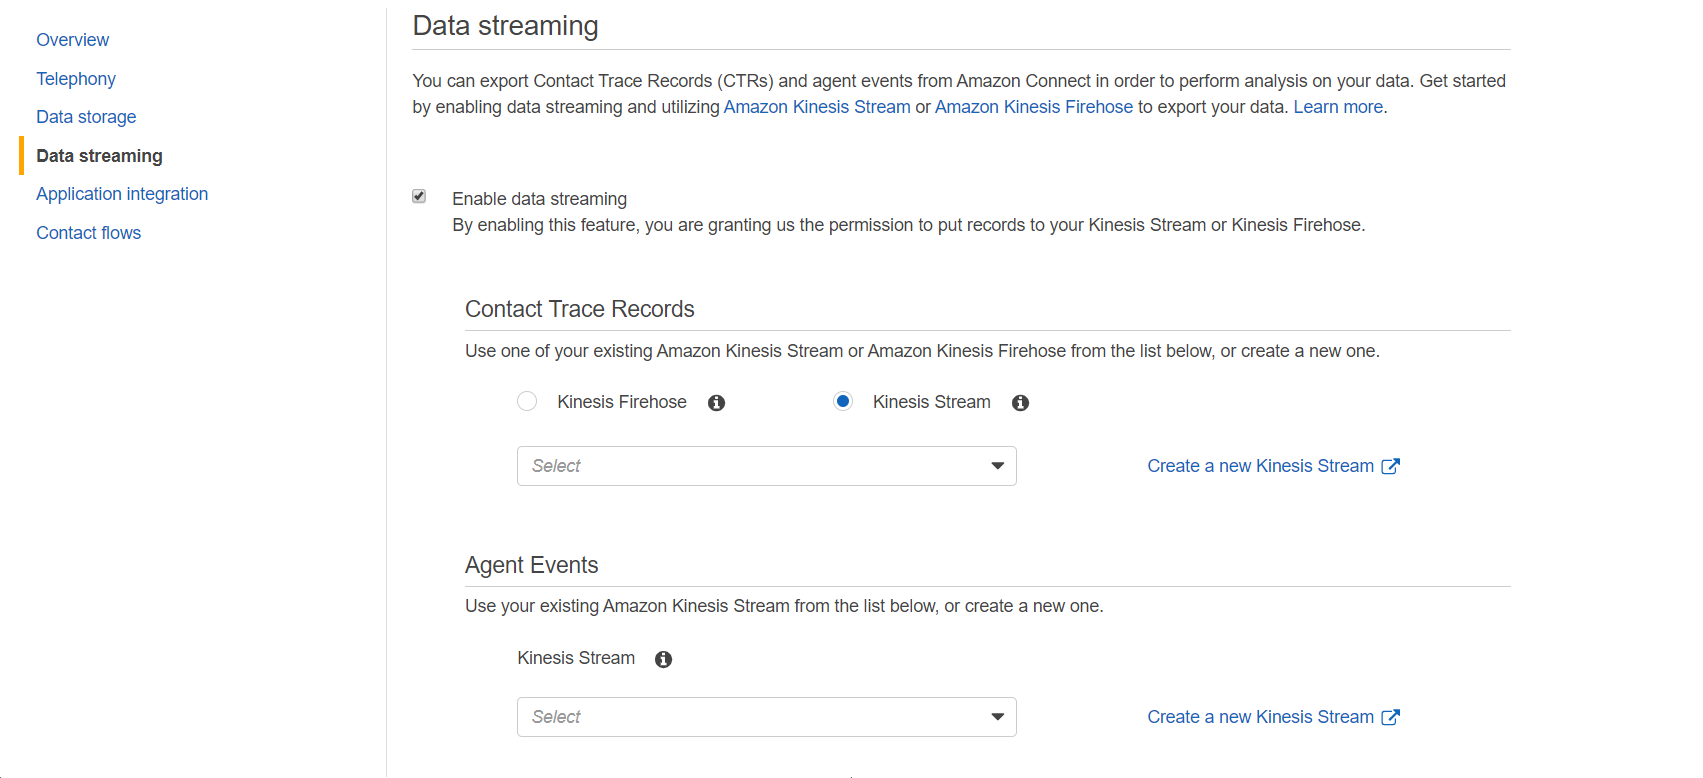 Overview
Telephony
Data storage
Data streaming
Application integration
Contact flows
Data streaming
You can export Contact Trace Records (CTRs) and agent events from Amazon Connect in order to perform analysis on your data. Get started
by enabling data streaming and utilizing Amazon Kinesis Stream or Amazon Kinesis Firehose to export your data. Learn more.
Enable data streaming
By enabling this feature, you are granting us the permission to put records to your Kinesis Stream or Kinesis Firehose.
Contact Trace Records
Use one of your existing Amazon Kinesis Stream or Amazon Kinesis Firehose from the list below, or create a new one.
Kinesis Firehose Kinesis Stream
Select Create a new Kinesis Stream
Agent Events
Use your existing Amazon Kinesis Stream from the list below, or create a new one.
Kinesis Stream
Select Create a new Kinesis Stream